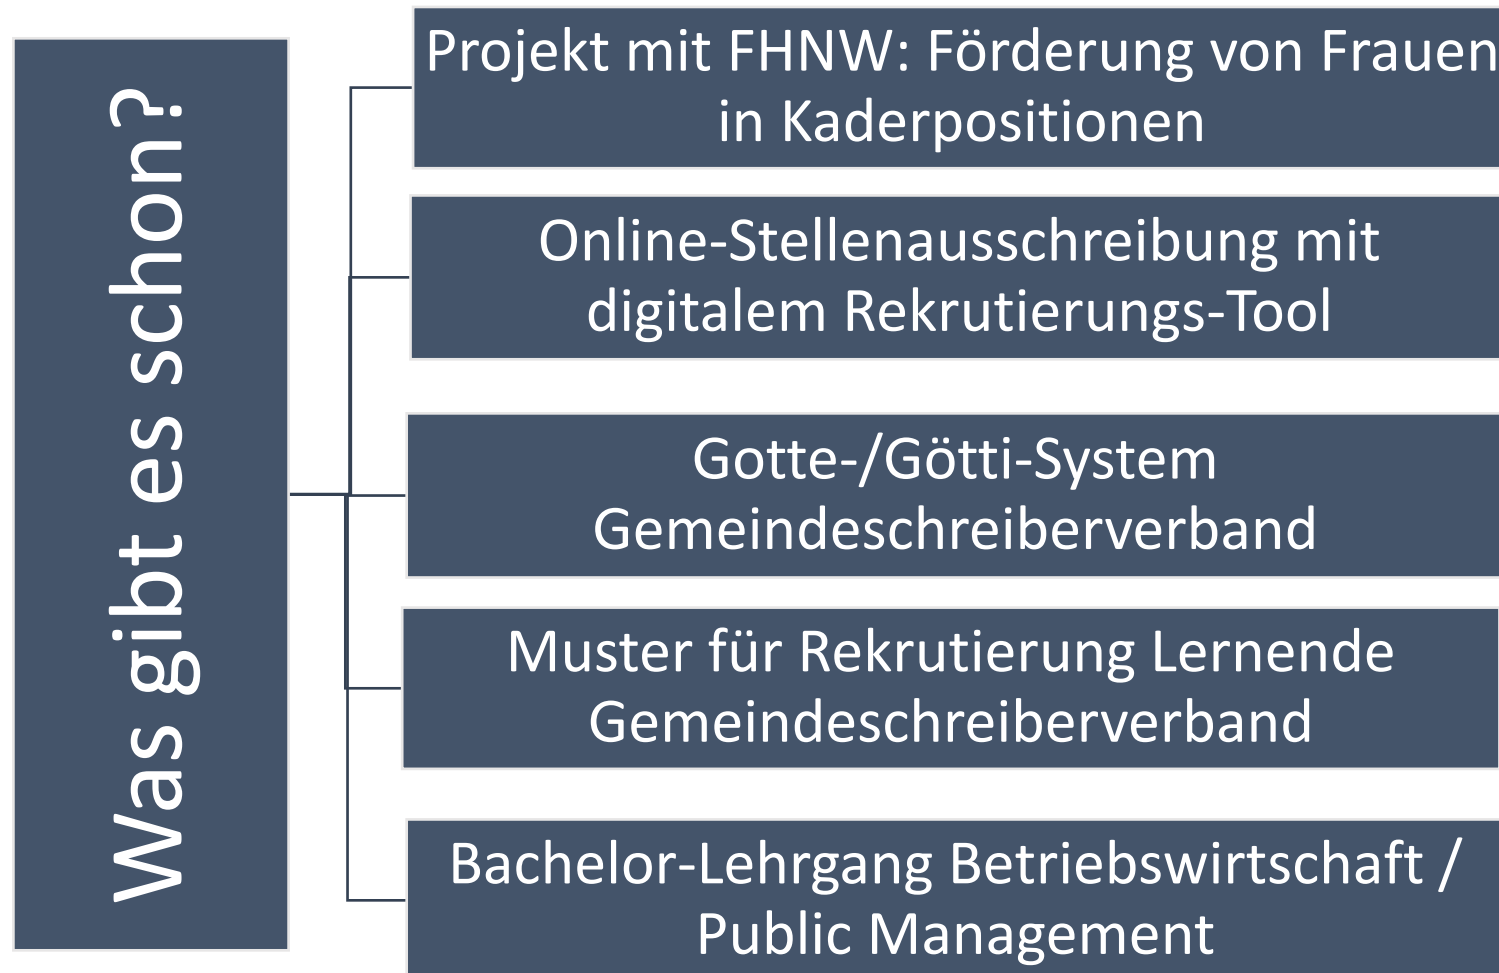 Was gibt es schon?
Projekt mit FHNW: Förderung von Frauen
in Kaderpositionen
Online-Stellenausschreibung mit
digitalem Rekrutierungs-Tool
Gotte-/Götti-System
Gemeindeschreiberverband
Muster für Rekrutierung Lernende
Gemeindeschreiberverband
Bachelor-Lehrgang Betriebswirtschaft /
Public Management